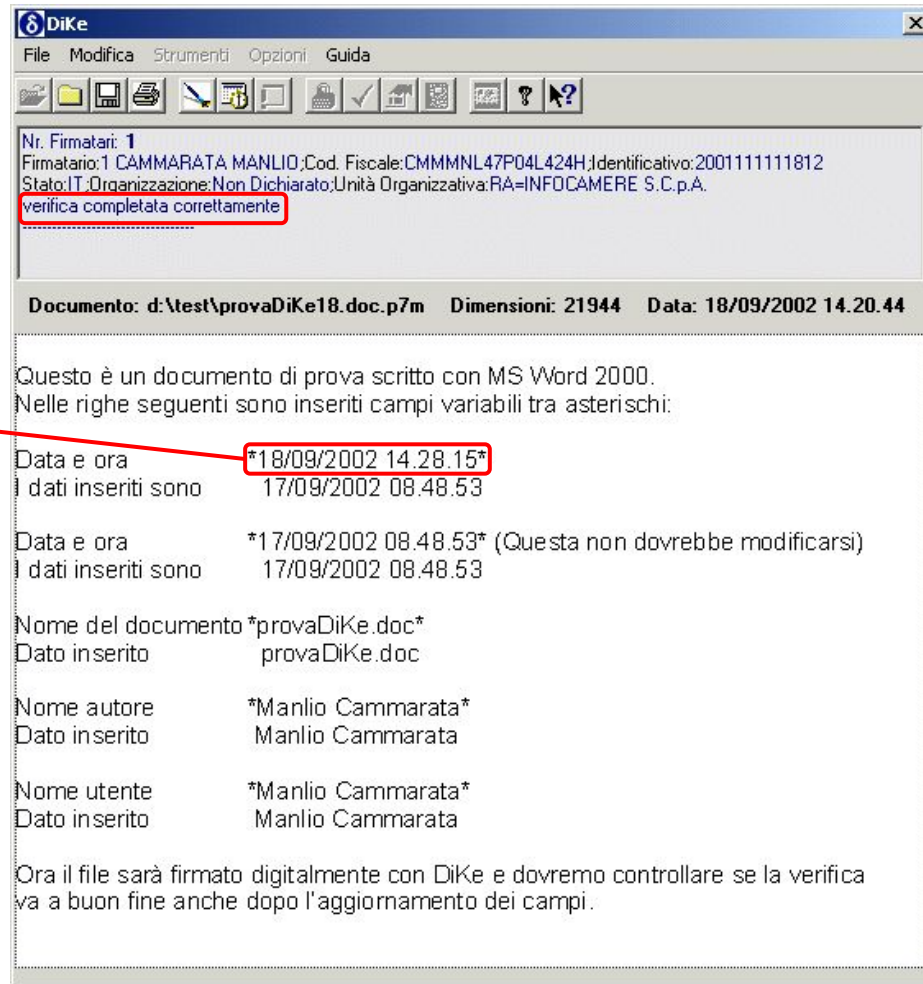 DiKe
File Modifica Strumenti Opzioni Guida
Nr. Firmatari: 1
Firmatario:1 CAMMARATA MANLIO;Cod. Fiscale:CMMMNL47P04L424H;Identificativo:2001111111812
Stato:IT;Organizzazione:Non Dichiarato;Unità Organizzativa:RA=INFOCAMERE S.C.p.A.
verifica completata correttamente
-----------------------------------
Documento: d:\test\provaDiKe18.doc.p7m Dimensioni: 21944 Data: 18/09/2002 14.20.44
Questo è un documento di prova scritto con MS Word 2000.
Nelle righe seguenti sono inseriti campi variabili tra asterischi:
Data e ora *18/09/2002 14.28.15*
I dati inseriti sono 17/09/2002 08.48.53
Data e ora *17/09/2002 08.48.53* (Questa non dovrebbe modificarsi)
I dati inseriti sono 17/09/2002 08.48.53
Nome del documento *provaDiKe.doc*
Dato inserito provaDiKe.doc
Nome autore *Manlio Cammarata*
Dato inserito Manlio Cammarata
Nome utente *Manlio Cammarata*
Dato inserito Manlio Cammarata
Ora il file sarà firmato digitalmente con DiKe e dovremo controllare se la verifica
va a buon fine anche dopo l'aggiornamento dei campi.